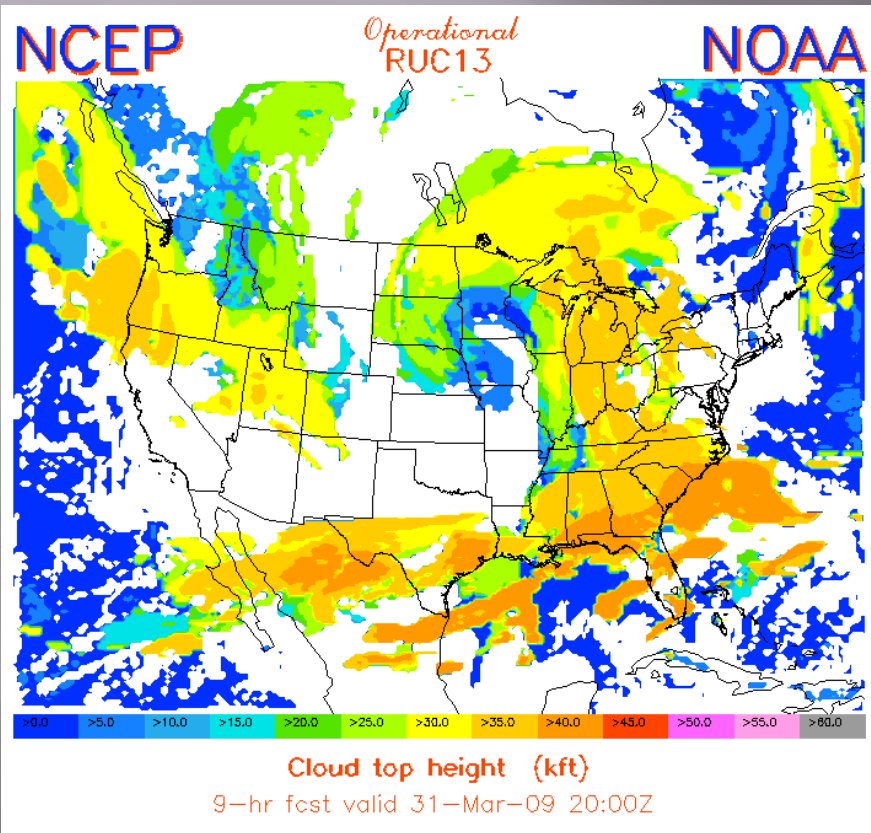 NCEP Operational NOAA
RUC13
>0.0 >5.0 >10.0 >15.0 >20.0 >25.0 >30.0 >35.0 >40.0 >45.0 >50.0 >55.0 >60.0
Cloud top height (kft)
9-hr fcst valid 31-Mar-09 20:00Z